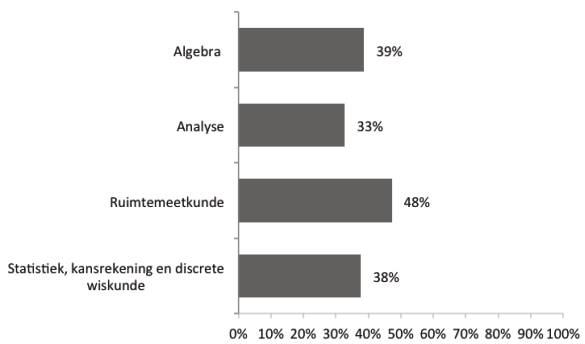 Algebra
39%
Analyse
33%
Ruimtemeetkunde
48%
Statistiek, kansrekening en discrete
wiskunde
38%
0% 10% 20% 30% 40% 50% 60% 70% 80% 90% 100%